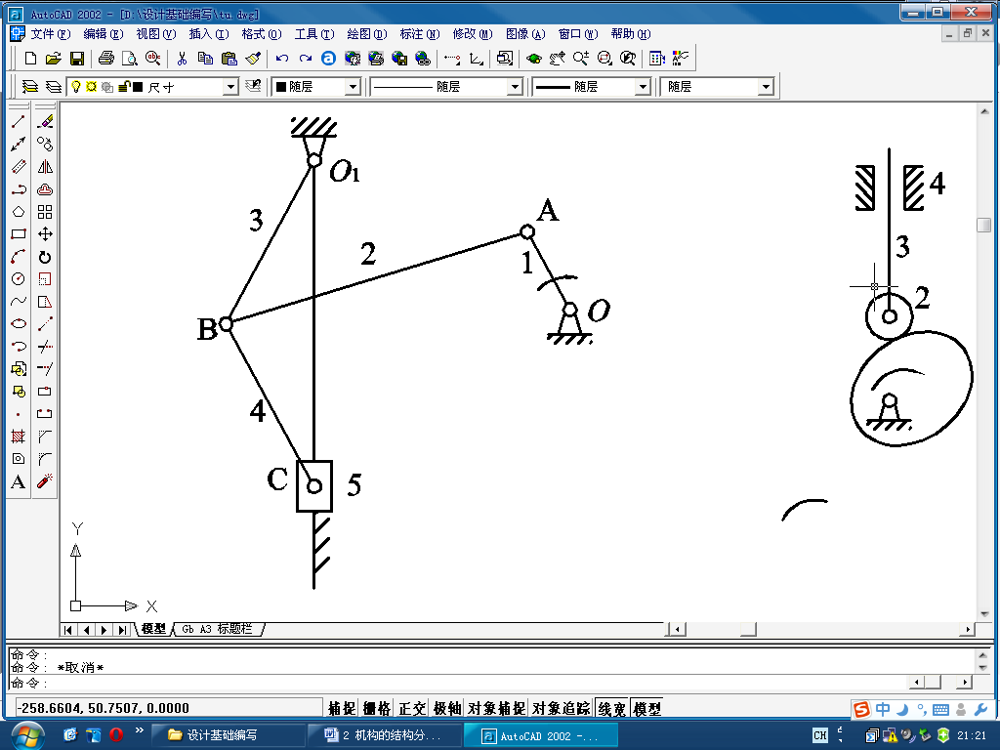 AutoCAD 2002 - [D:\设计基础编写\tu dwg]
文件(F) 编辑(E) 视图(V) 插入(I) 格式(O) 工具(T) 绘图(D) 标注(N) 修改(M) 图像(A) 窗口(W) 帮助(H)
尺寸 随层 随层 随层 随层
O1
3
A
2
1
O
B
4
C
5
4
3
2
Y
X
模型 Gb A3 标题栏
命令:
命令: *取消*
命令:
-258.6604, 50.7507, 0.0000 捕捉 栅格 正交 极轴 对象捕捉 对象追踪 线宽 模型
中
设计基础编写 2 机构的结构分... AutoCAD 2002 -... CH 21:21